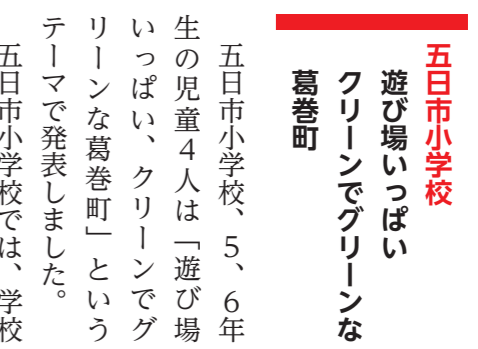 五日市小学校
遊び場いっぱい
クリーンでグリーンな
葛巻町
五日市小学校、5、6年
生の児童4人は「遊び場
いっぱい、クリーンでグ
リーンな葛巻町」という
テーマで発表しました。
五日市小学校では、学校